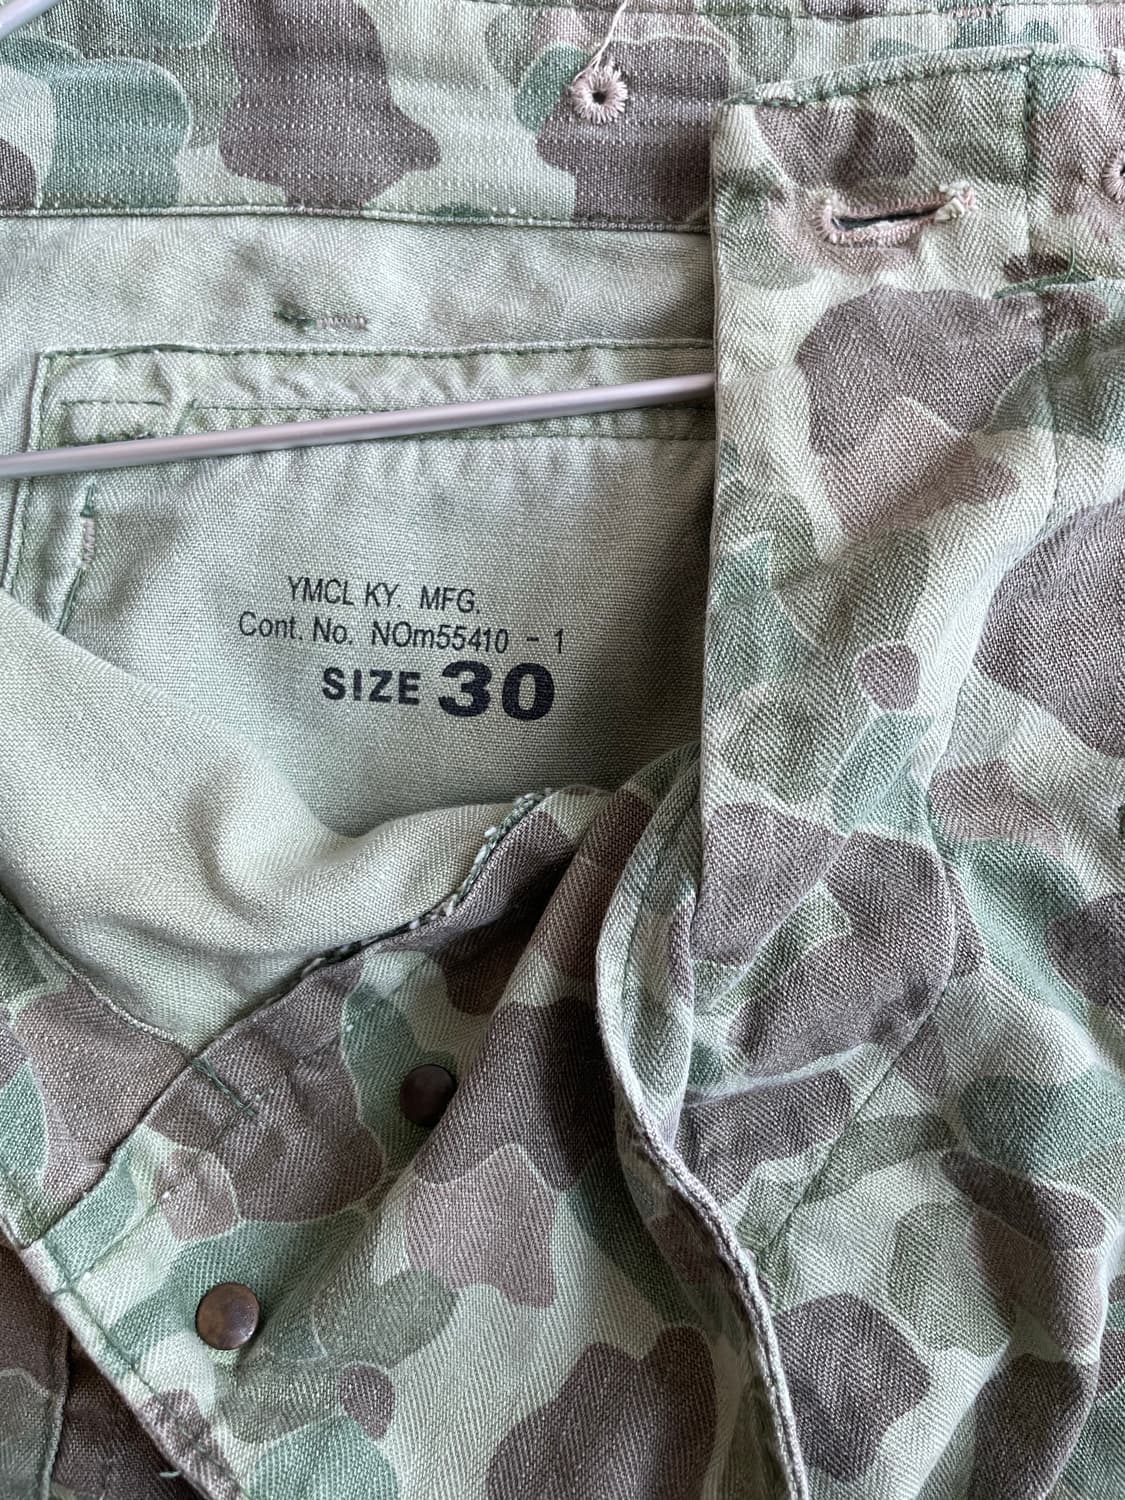 YMCL KY. MFG.
Cont. No. NOm55410 - 1
SIZE 30